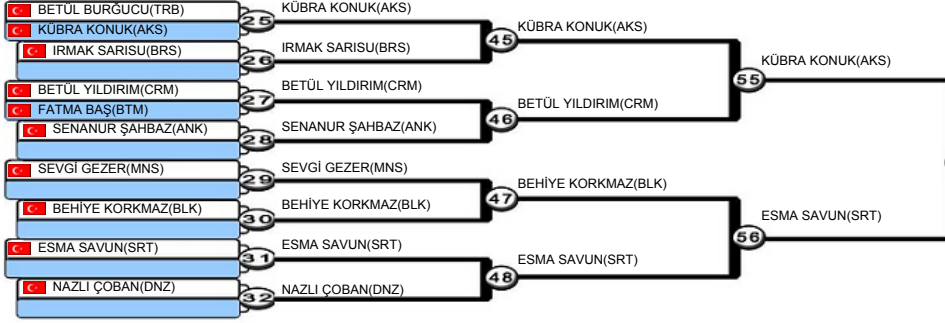 BETÜL BURĞUCU(TRB)
KÜBRA KONUK(AKS)
25
KÜBRA KONUK(AKS)
IRMAK SARISU(BRS)
26
IRMAK SARISU(BRS)
45
KÜBRA KONUK(AKS)
BETÜL YILDIRIM(CRM)
FATMA BAŞ(BTM)
27
BETÜL YILDIRIM(CRM)
SENANUR ŞAHBAZ(ANK)
28
SENANUR ŞAHBAZ(ANK)
46
BETÜL YILDIRIM(CRM)
55
KÜBRA KONUK(AKS)
SEVGİ GEZER(MNS)
29
SEVGİ GEZER(MNS)
BEHİYE KORKMAZ(BLK)
30
BEHİYE KORKMAZ(BLK)
47
BEHİYE KORKMAZ(BLK)
ESMA SAVUN(SRT)
31
ESMA SAVUN(SRT)
NAZLI ÇOBAN(DNZ)
32
NAZLI ÇOBAN(DNZ)
48
ESMA SAVUN(SRT)
56
ESMA SAVUN(SRT)